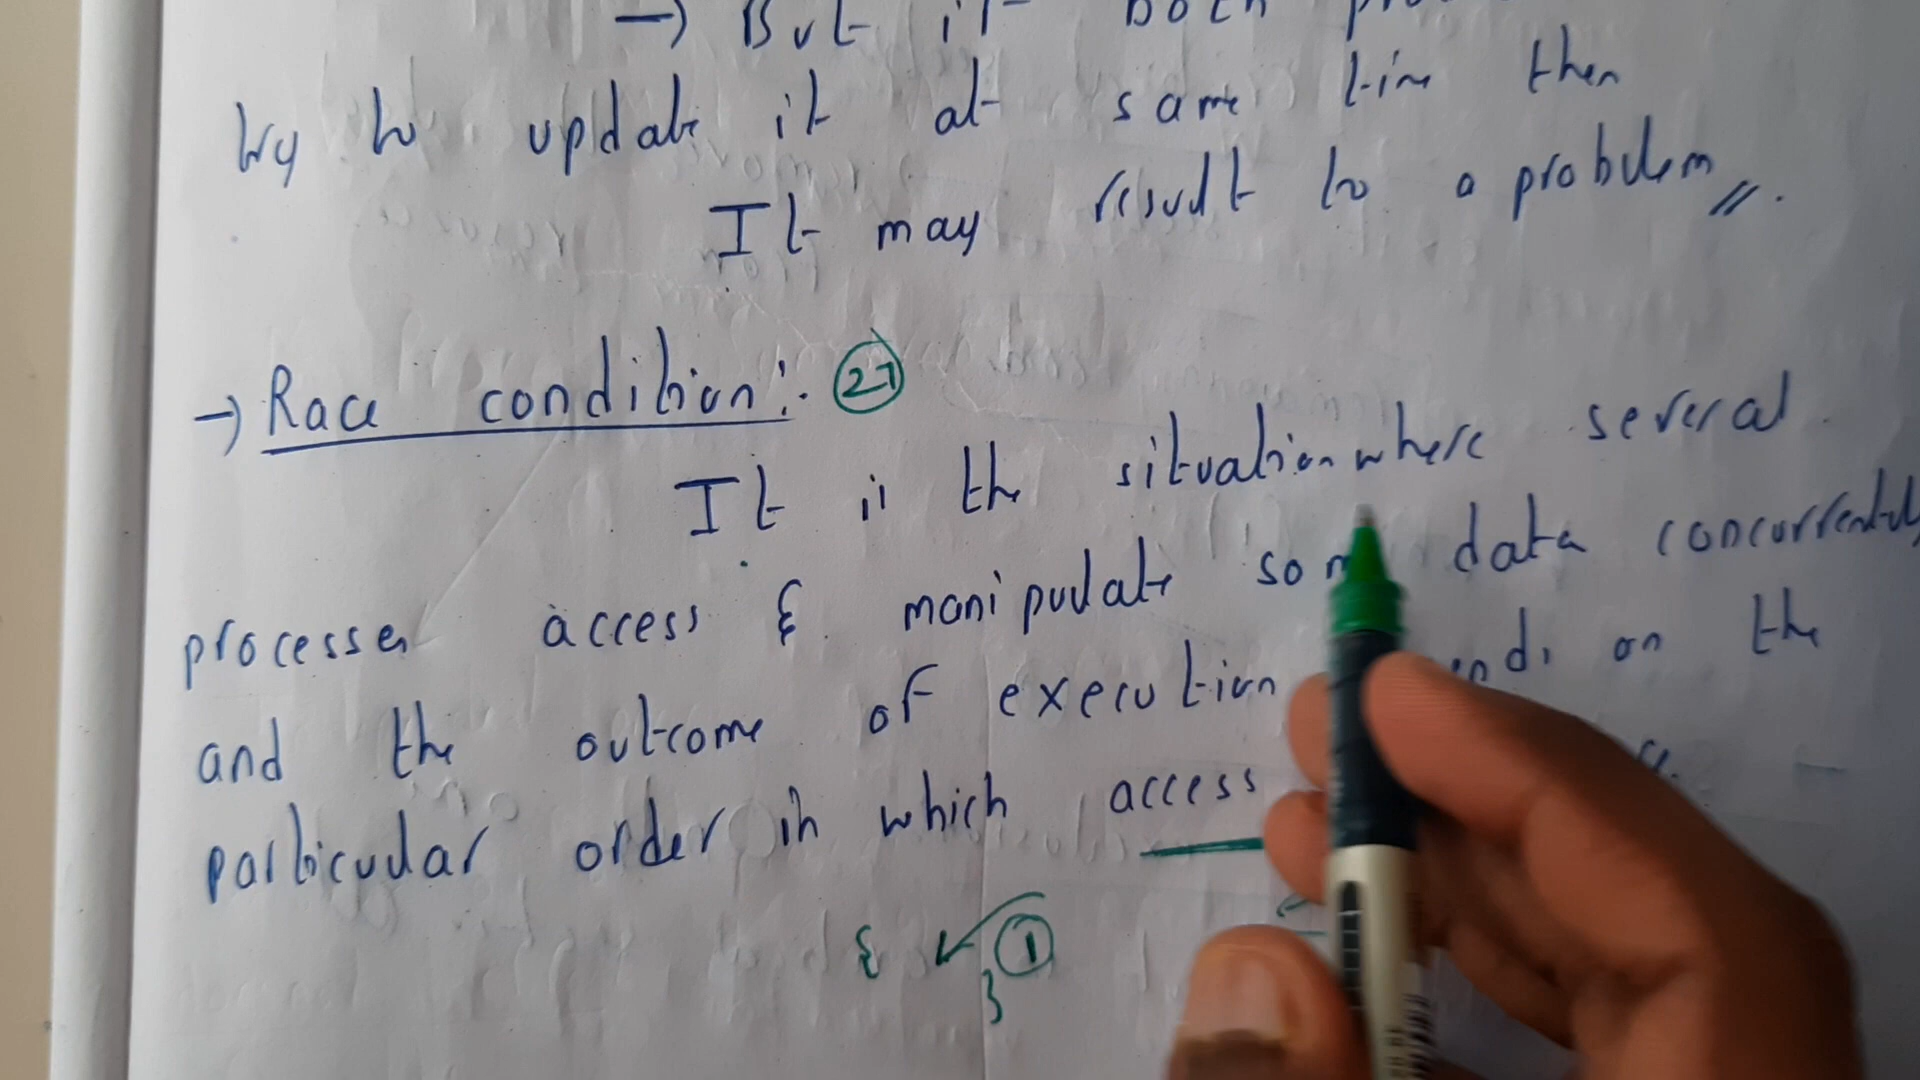 → But if both
try to update it at same time then
It may result to a problem //.
→ Race condition:- 27
It is the situation where several
processes access & manipulate some data concurrently
and the outcome of execution on the
particular order in which access
{ ① }